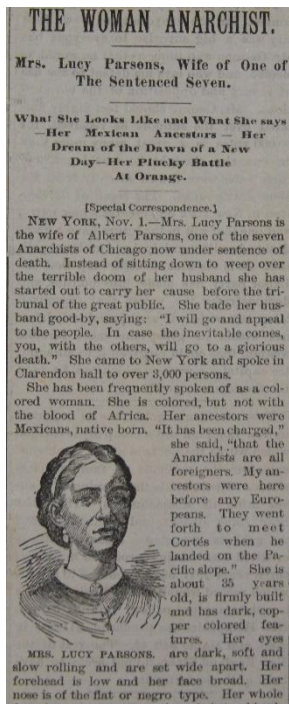 THE WOMAN ANARCHIST.
Mrs. Lucy Parsons, Wife of One of
The Sentenced Seven.
What She Looks Like and What She says
—Her Mexican Ancestors — Her
Dream of the Dawn of a New
Day—Her Plucky Battle
At Orange.
[Special Correspondence.]
NEW YORK, Nov. 1.—Mrs. Lucy Parsons is
the wife of Albert Parsons, one of the seven
Anarchists of Chicago now under sentence of
death. Instead of sitting down to weep over
the terrible doom of her husband she has
started out to carry her cause before the tri-
bunal of the great public. She bade her hus-
band good-by, saying: "I will go and appeal
to the people. In case the inevitable comes,
you, with the others, will go to a glorious
death." She came to New York and spoke in
Clarendon hall to over 3,000 persons.
She has been frequently spoken of as a col-
ored woman. She is colored, but not with
the blood of Africa. Her ancestors were
Mexicans, native born. "It has been charged,"
she said, "that the
Anarchists are all
foreigners. My an-
cestors were here
before any Euro-
peans. They went
forth to meet
Cortés when he
landed on the Pa-
cific slope." She is
about 35 years
old, is firmly built
and has dark, cop-
per colored fea-
tures. Her eyes
MRS. LUCY PARSONS. are dark, soft and
slow rolling and are set wide apart. Her
forehead is low and her face broad. Her
nose is of the flat or negro type. Her whole